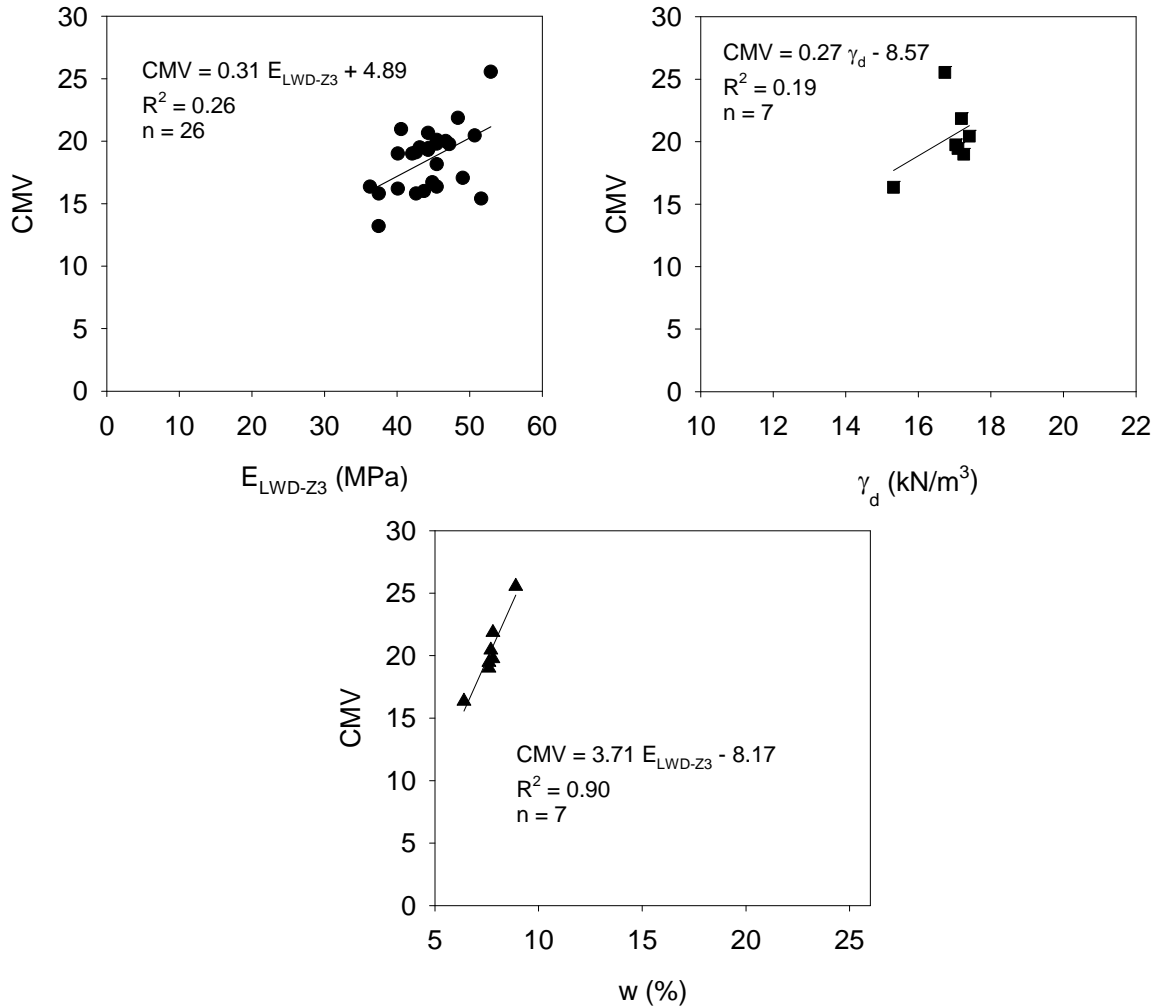 30
25
20
15
10
5
0
CMV
CMV = 0.31 E_LWD-Z3 + 4.89
R² = 0.26
n = 26
0 10 20 30 40 50 60
E_LWD-Z3 (MPa)
30
25
20
15
10
5
0
CMV
CMV = 0.27 γ_d - 8.57
R² = 0.19
n = 7
10 12 14 16 18 20 22
γ_d (kN/m³)
30
25
20
15
10
5
0
CMV
CMV = 3.71 E_LWD-Z3 - 8.17
R² = 0.90
n = 7
5 10 15 20 25
w (%)